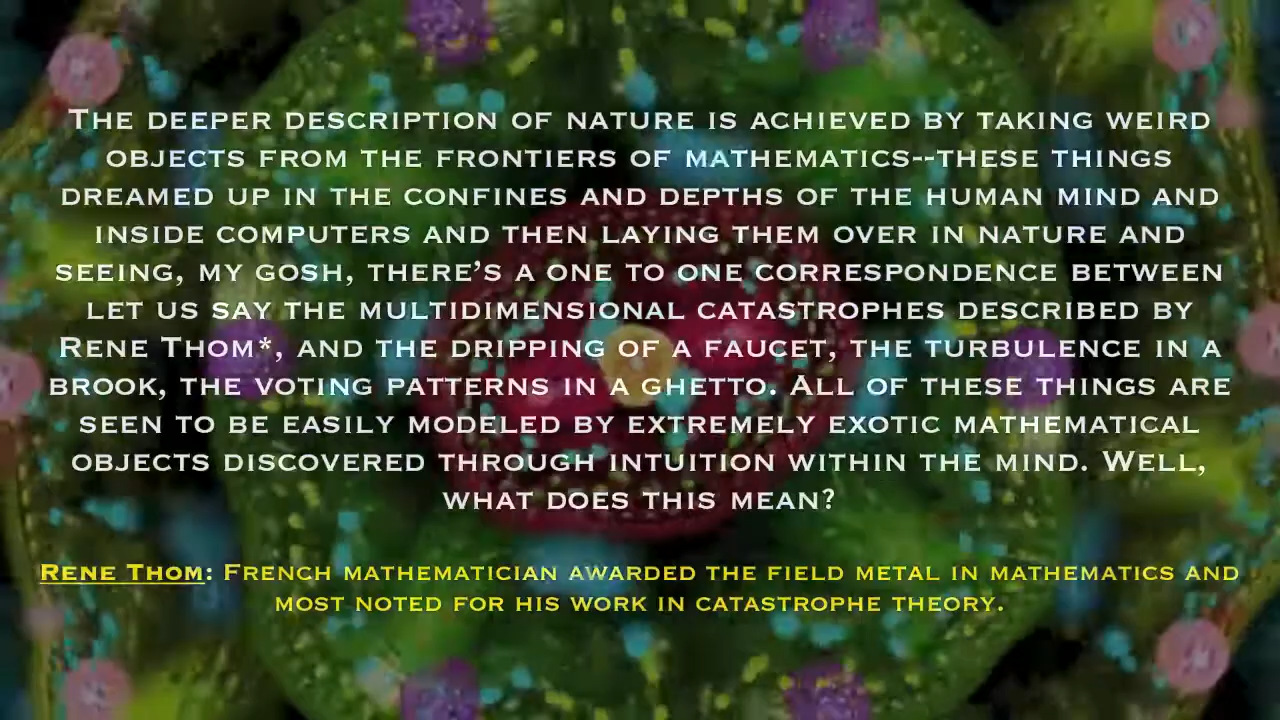 The deeper description of nature is achieved by taking weird
objects from the frontiers of mathematics--these things
dreamed up in the confines and depths of the human mind and
inside computers and then laying them over in nature and
seeing, my gosh, there's a one to one correspondence between
let us say the multidimensional catastrophes described by
Rene Thom*, and the dripping of a faucet, the turbulence in a
brook, the voting patterns in a ghetto. All of these things are
seen to be easily modeled by extremely exotic mathematical
objects discovered through intuition within the mind. Well,
what does this mean?
Rene Thom: French mathematician awarded the field metal in mathematics and
most noted for his work in catastrophe theory.